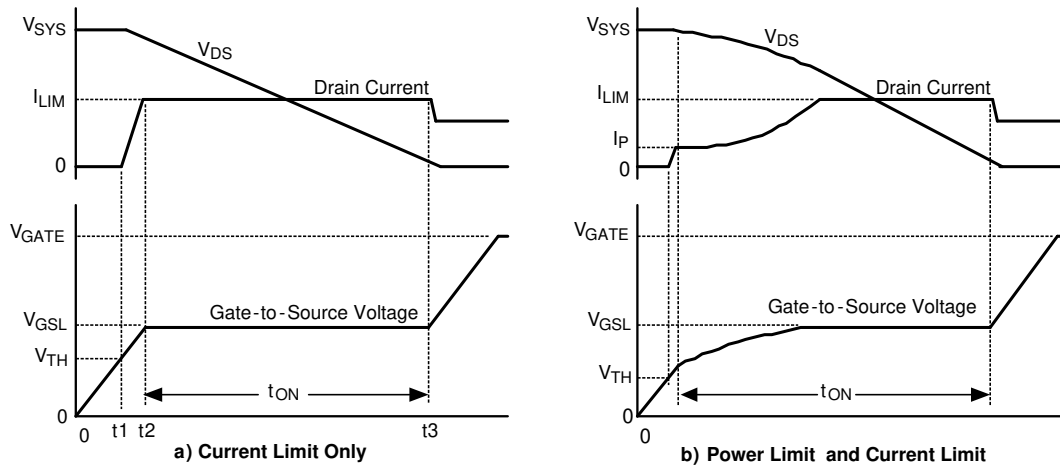 VSYS
VDS
ILIM
Drain Current
0
VGATE
VGSL
Gate-to-Source Voltage
VTH
tON
0
0
t1
t2
t3
a) Current Limit Only
VSYS
VDS
ILIM
Drain Current
IP
0
VGATE
VGSL
Gate-to-Source Voltage
VTH
tON
0
0
b) Power Limit and Current Limit